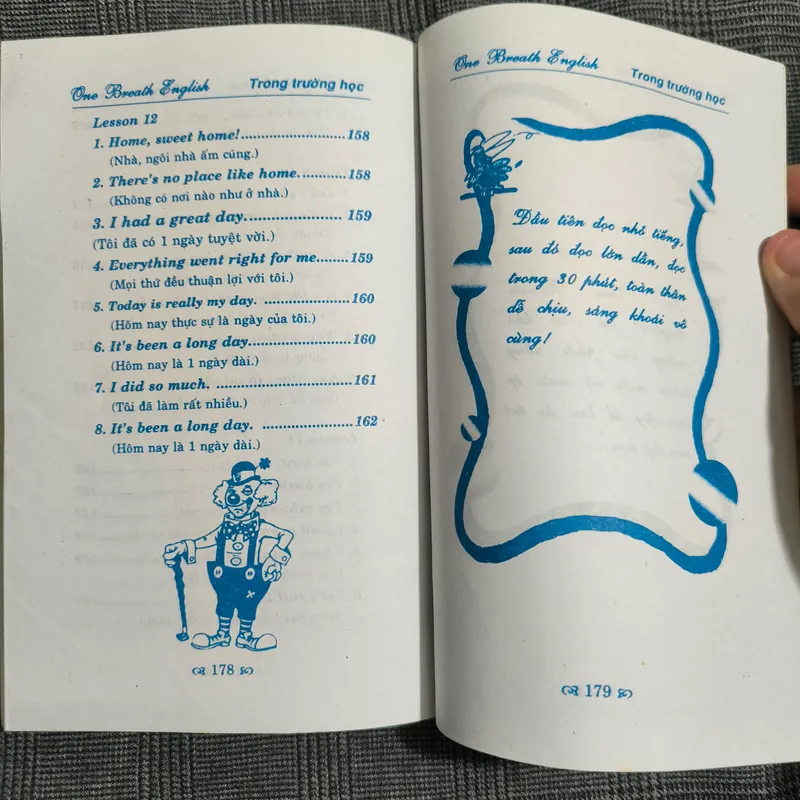 One Breath English Trong trường học
Lesson 12
1. Home, sweet home!..............................158
(Nhà, ngôi nhà ấm cúng.)
2. There's no place like home...............158
(Không có nơi nào như ở nhà.)
3. I had a great day............................159
(Tôi đã có 1 ngày tuyệt vời.)
4. Everything went right for me...........159
(Mọi thứ đều thuận lợi với tôi.)
5. Today is really my day. ......................160
(Hôm nay thực sự là ngày của tôi.)
6. It's been a long day..........................160
(Hôm nay là 1 ngày dài.)
7. I did so much. ..............................161
(Tôi đã làm rất nhiều.)
8. It's been a long day. .......................162
(Hôm nay là 1 ngày dài.)
178
One Breath English Trong trường học
Đầu tiên đọc nhỏ tiếng,
sau đó đọc lớn dần, đọc
trong 30 phút, toàn thân
dễ chịu, sảng khoái vô
cùng!
179